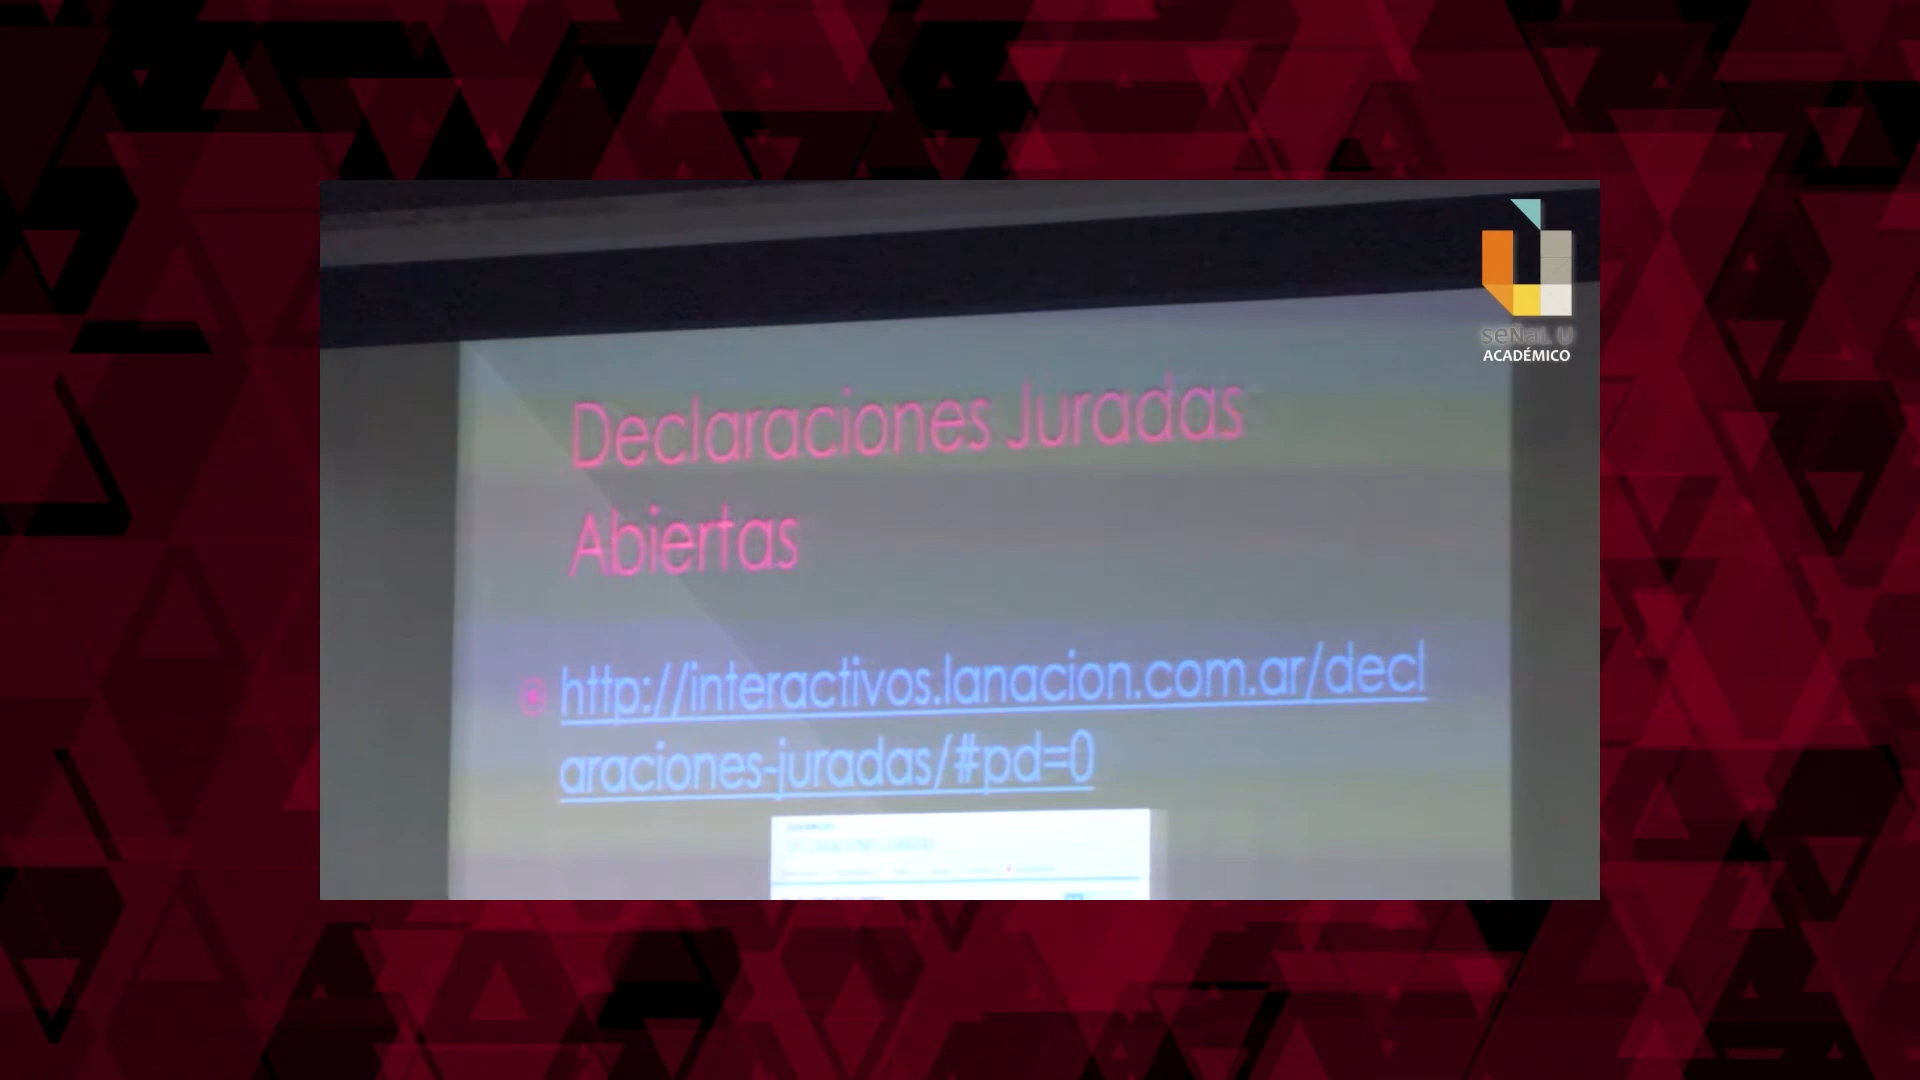 Señal U
ACADÉMICO
Declaraciones Juradas
Abiertas
http://interactivos.lanacion.com.ar/decl
araciones-juradas/#pd=0